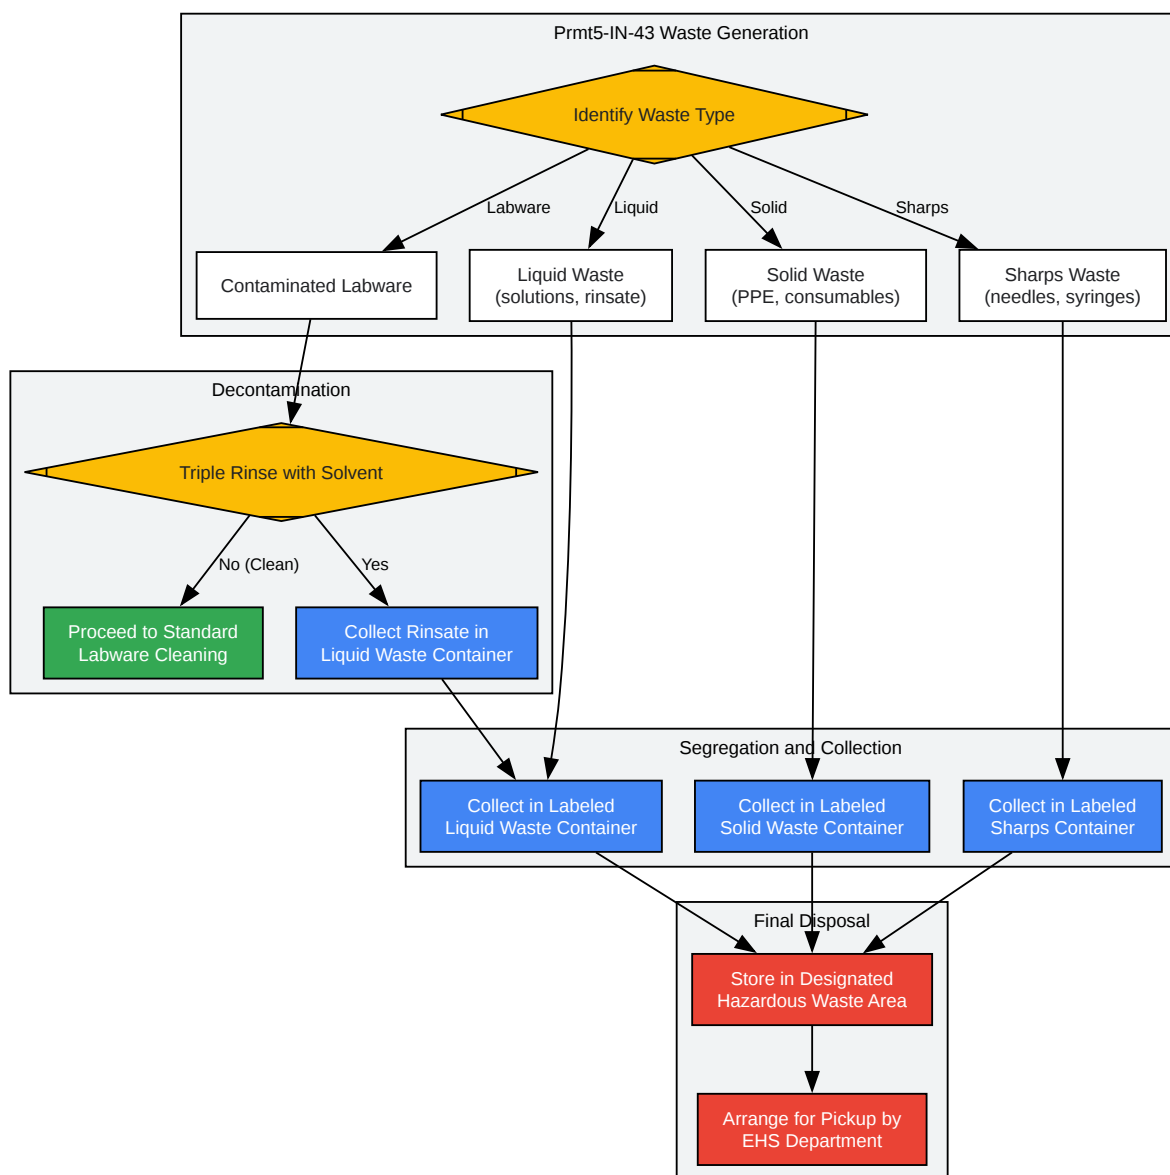 Prmt5-IN-43 Waste Generation
Identify Waste Type
Labware
Liquid
Solid
Sharps
Contaminated Labware
Liquid Waste
(solutions, rinsate)
Solid Waste
(PPE, consumables)
Sharps Waste
(needles, syringes)
Decontamination
Triple Rinse with Solvent
No (Clean)
Yes
Proceed to Standard
Labware Cleaning
Collect Rinsate in
Liquid Waste Container
Segregation and Collection
Collect in Labeled
Liquid Waste Container
Collect in Labeled
Solid Waste Container
Collect in Labeled
Sharps Container
Final Disposal
Store in Designated
Hazardous Waste Area
Arrange for Pickup by
EHS Department